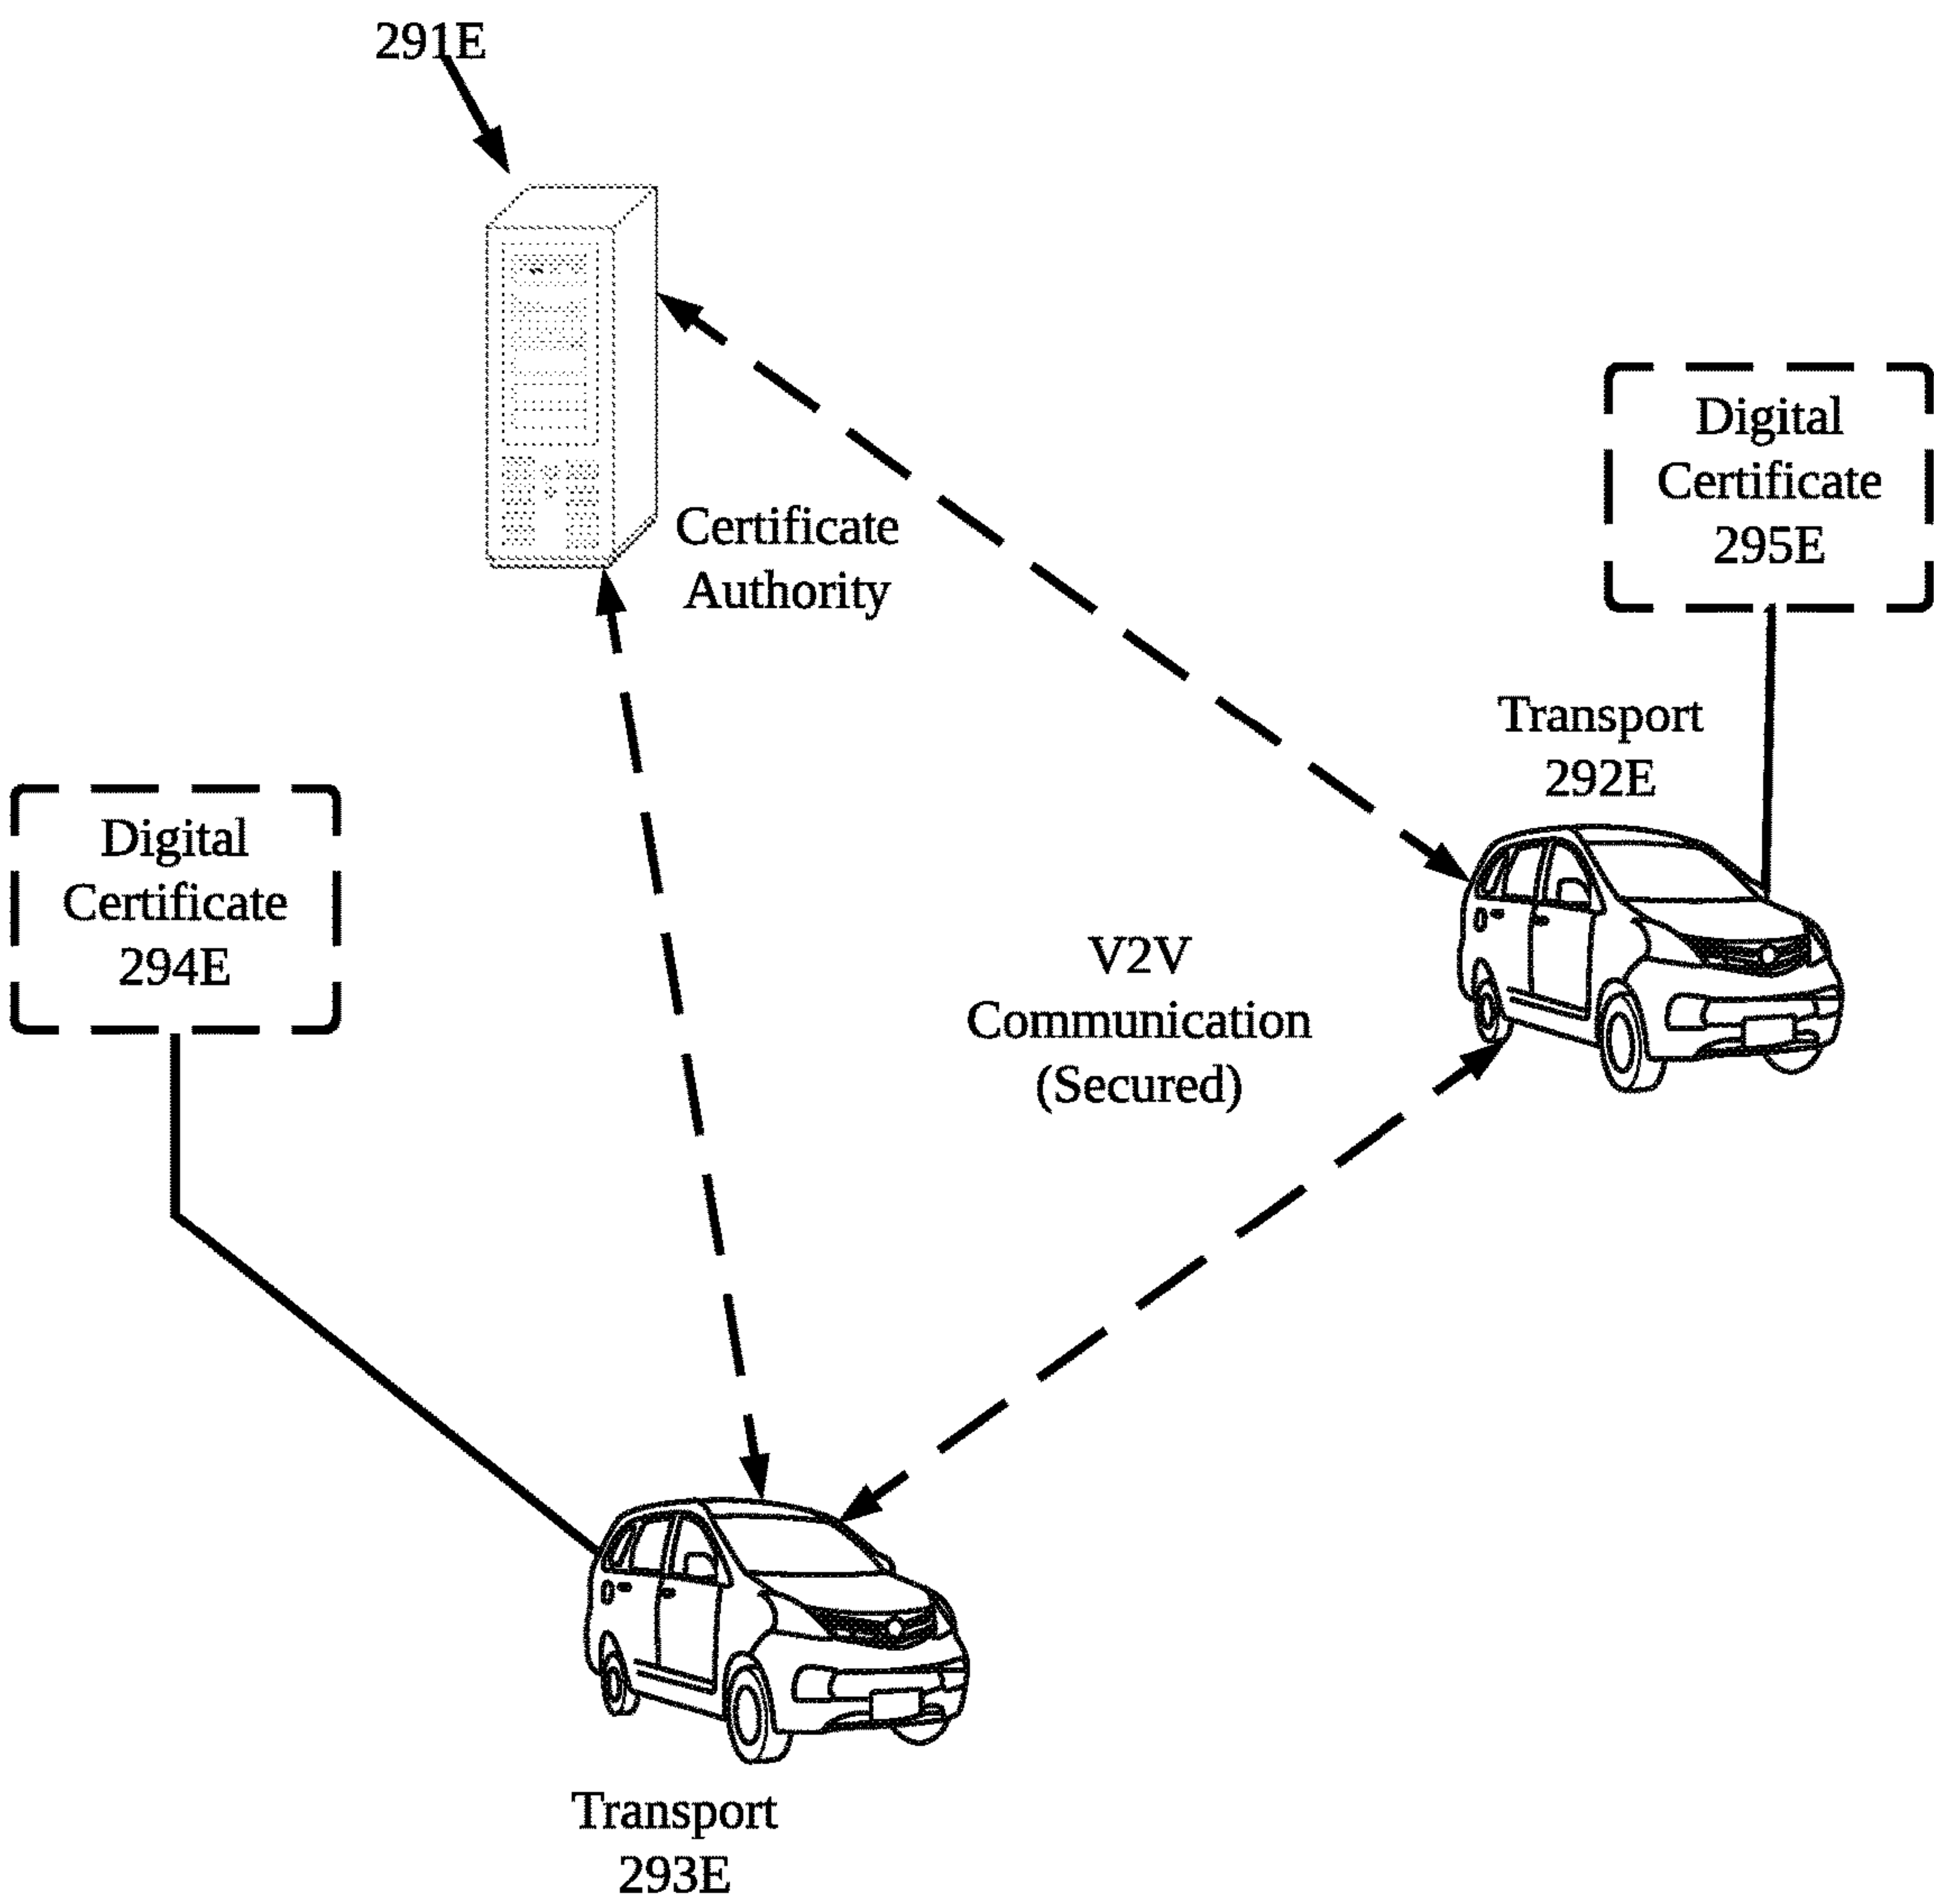 291E
Certificate
Authority
Digital
Certificate
295E
Transport
292E
Digital
Certificate
294E
V2V
Communication
(Secured)
Transport
293E